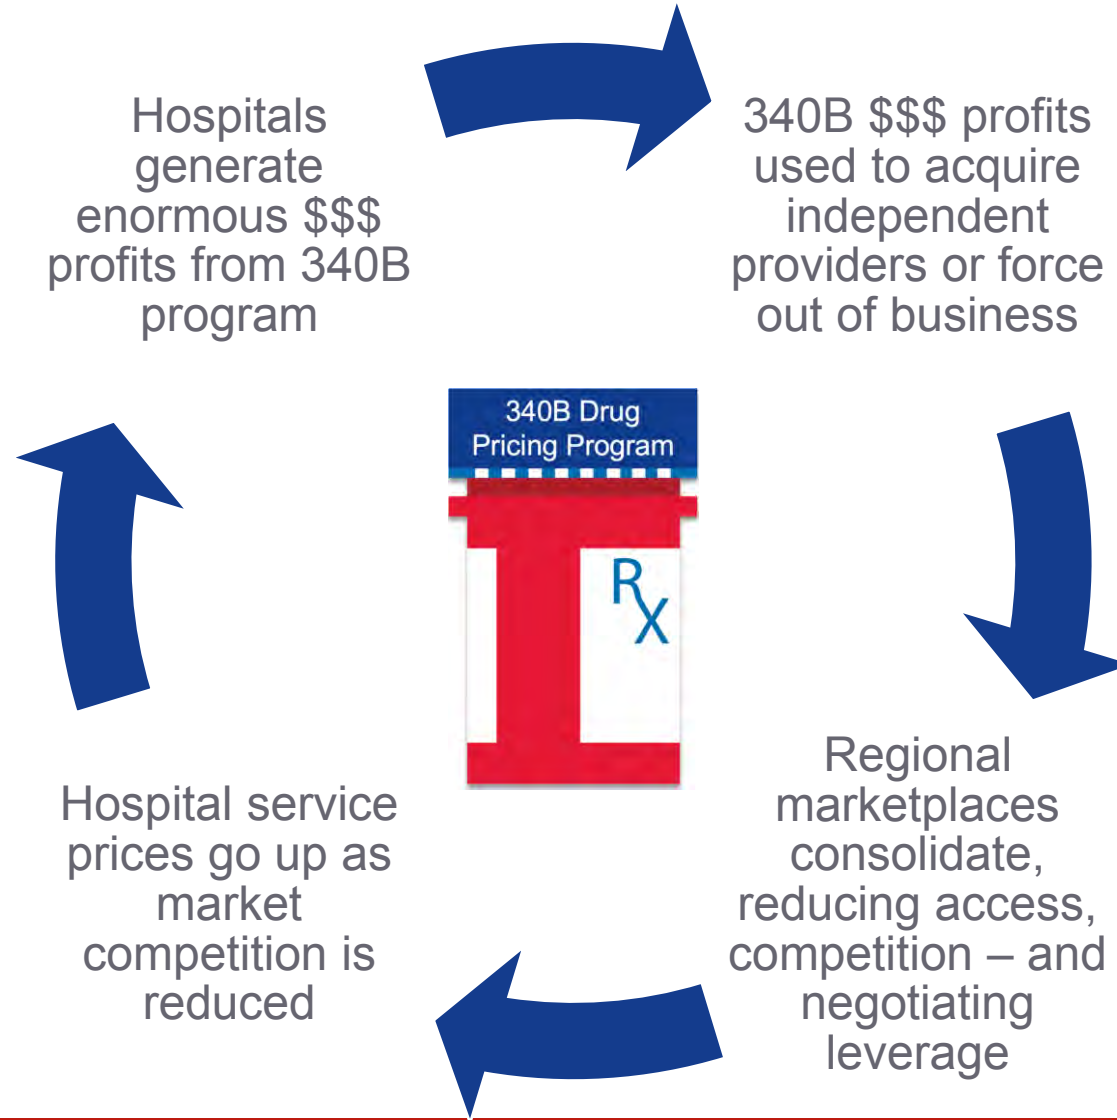 Hospitals
generate
enormous $$$
profits from 340B
program
340B $$$ profits
used to acquire
independent
providers or force
out of business
340B Drug
Pricing Program
Rx
Regional
marketplaces
consolidate,
reducing access,
competition – and
negotiating
leverage
Hospital service
prices go up as
market
competition is
reduced